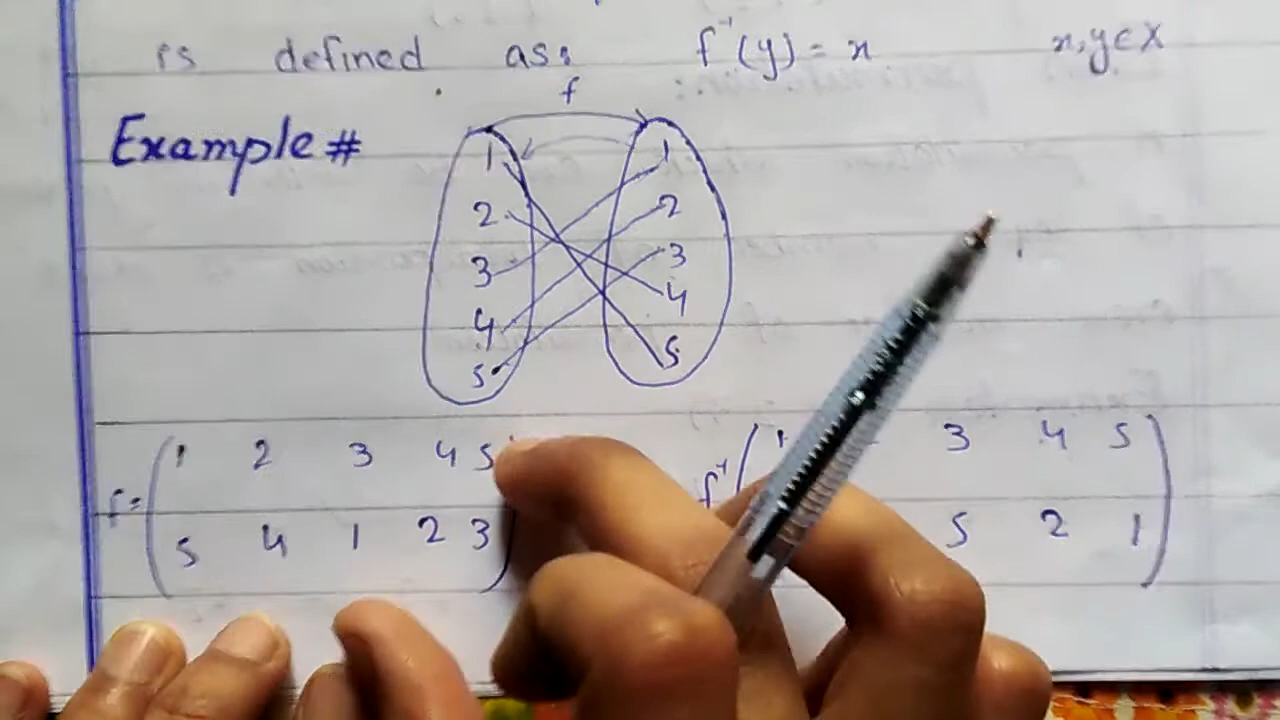 is defined as: f⁻¹(y) = x x,y∈X
f
Example#
1 1
2 2
3 3
4 4
5 5
1 2 3 4 5 f⁻¹ 1 3 4 5
f =
5 4 1 2 3 5 2 1